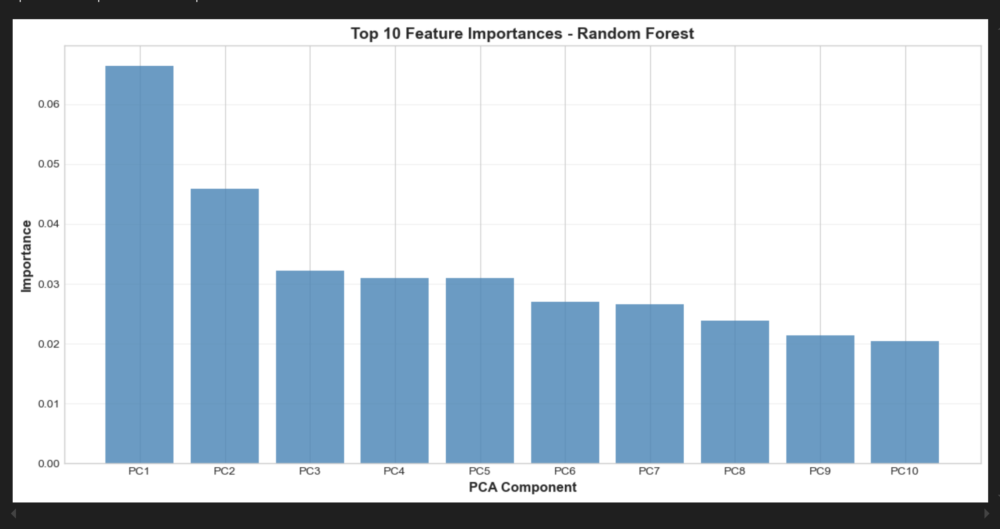 Top 10 Feature Importances - Random Forest
Importance
0.06
0.05
0.04
0.03
0.02
0.01
0.00
PC1 PC2 PC3 PC4 PC5 PC6 PC7 PC8 PC9 PC10
PCA Component